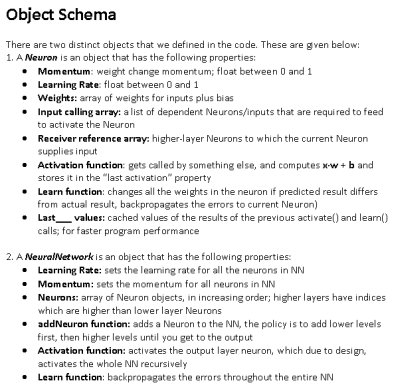 Object Schema
There are two distinct objects that we defined in the code. These are given below:
1. A Neuron is an object that has the following properties:
• Momentum: weight change momentum; float between 0 and 1
• Learning Rate: float between 0 and 1
• Weights: array of weights for inputs plus bias
• Input calling array: a list of dependent Neurons/inputs that are required to feed
to activate the Neuron
• Receiver reference array: higher-layer Neurons to which the current Neuron
supplies input
• Activation function: gets called by something else, and computes x·w + b and
stores it in the "last activation" property
• Learn function: changes all the weights in the neuron if predicted result differs
from actual result, backpropagates the errors to current Neuron)
• Last___ values: cached values of the results of the previous activate() and learn()
calls; for faster program performance
2. A NeuralNetwork is an object that has the following properties:
• Learning Rate: sets the learning rate for all the neurons in NN
• Momentum: sets the momentum for all neurons in NN
• Neurons: array of Neuron objects, in increasing order; higher layers have indices
which are higher than lower layer Neurons
• addNeuron function: adds a Neuron to the NN, the policy is to add lower levels
first, then higher levels until you get to the output
• Activation function: activates the output layer neuron, which due to design,
activates the whole NN recursively
• Learn function: backpropagates the errors throughout the entire NN